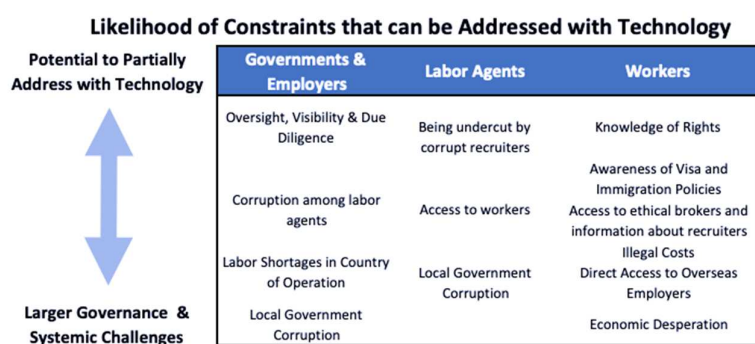 Likelihood of Constraints that can be Addressed with Technology
Potential to Partially
Address with Technology
Larger Governance &
Systemic Challenges
Governments &
Employers
Labor Agents
Workers
Oversight, Visibility & Due
Diligence
Being undercut by
corrupt recruiters
Knowledge of Rights
Corruption among labor
agents
Access to workers
Awareness of Visa and
Immigration Policies
Access to ethical brokers and
information about recruiters
Illegal Costs
Labor Shortages in Country
of Operation
Local Government
Corruption
Direct Access to Overseas
Employers
Local Government
Corruption
Economic Desperation